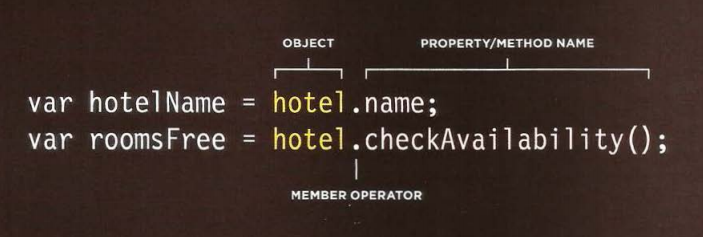 OBJECT PROPERTY/METHOD NAME
var hotelName = hotel.name;
var roomsFree = hotel.checkAvailability();
MEMBER OPERATOR